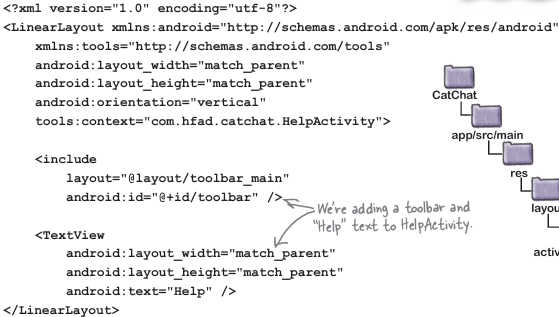 <?xml version="1.0" encoding="utf-8"?>
<LinearLayout xmlns:android="http://schemas.android.com/apk/res/android"
    xmlns:tools="http://schemas.android.com/tools"
    android:layout_width="match_parent"
    android:layout_height="match_parent"
    android:orientation="vertical"
    tools:context="com.hfad.catchat.HelpActivity">
    <include
        layout="@layout/toolbar_main"
        android:id="@+id/toolbar" />
    <TextView
        android:layout_width="match_parent"
        android:layout_height="match_parent"
        android:text="Help" />
</LinearLayout>
We're adding a toolbar and
"Help" text to HelpActivity.
CatChat
app/src/main
res
layou
activ